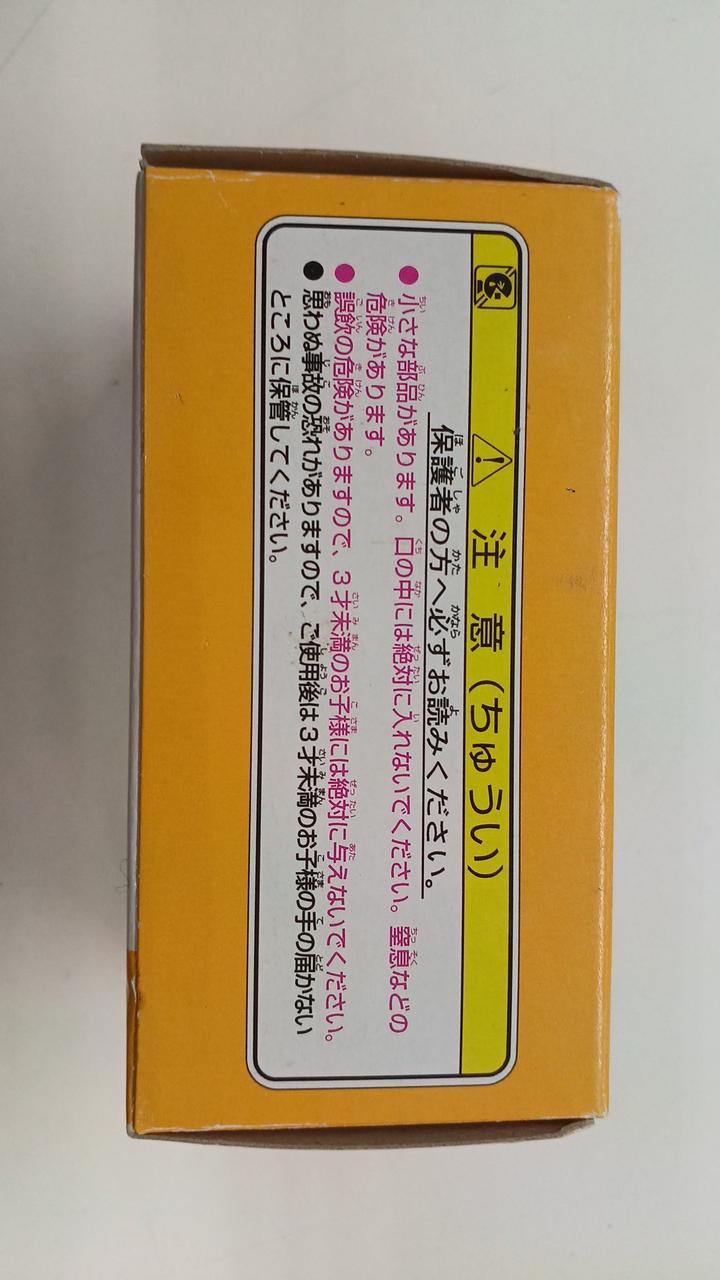 注意(ちゅうい)
保護者の方へ必ずお読みください。
●小さな部品があります。口の中には絶対に入れないでください。窒息などの
危険があります。
●誤飲の危険がありますので、3才未満のお子様には絶対に与えないでください。
●思わぬ事故の恐れがありますので、ご使用後は3才未満のお子様の手の届かない
ところに保管してください。